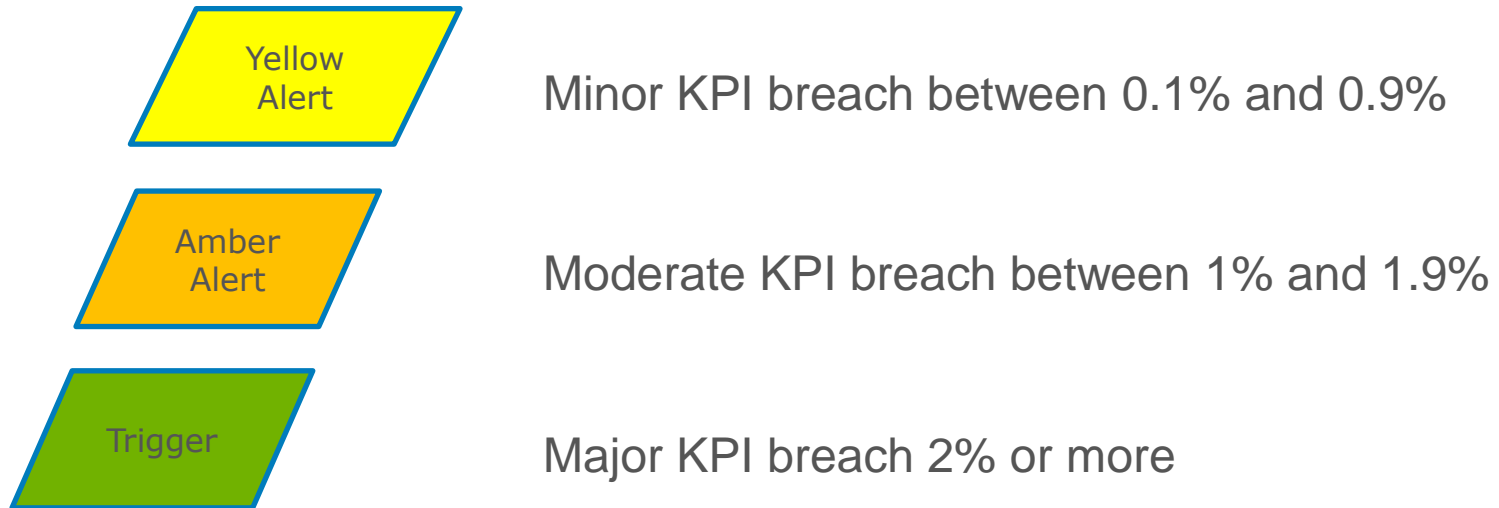 Yellow
Alert
Minor KPI breach between 0.1% and 0.9%
Amber
Alert
Moderate KPI breach between 1% and 1.9%
Trigger
Major KPI breach 2% or more